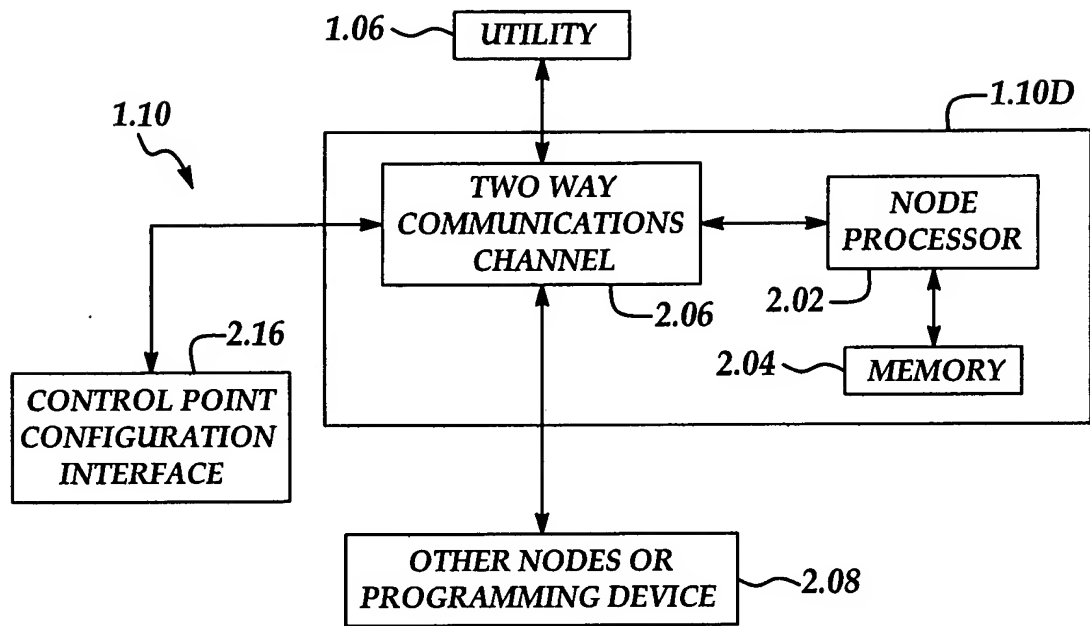 1.06
UTILITY
1.10
1.10D
TWO WAY
COMMUNICATIONS
CHANNEL
NODE
PROCESSOR
2.02
2.06
2.16
2.04
MEMORY
CONTROL POINT
CONFIGURATION
INTERFACE
OTHER NODES OR
PROGRAMMING DEVICE
2.08